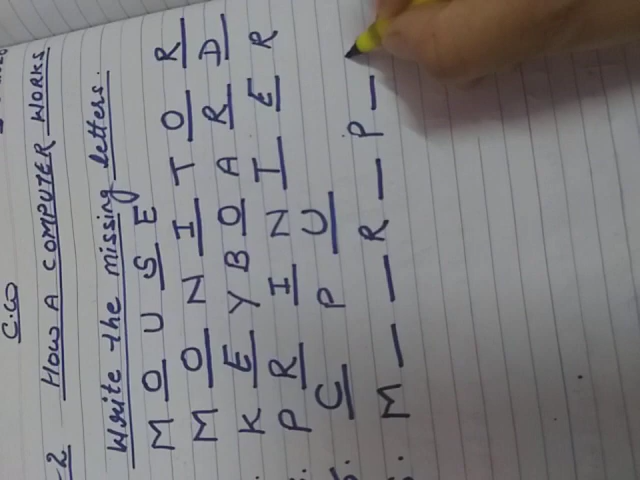 C.W
-2 HOW A COMPUTER WORKS
Write the missing letters.
M O U S E
M O N I T O R
K E Y B O A R D
P R I N T E R
C P U
M _ _ R _ P _